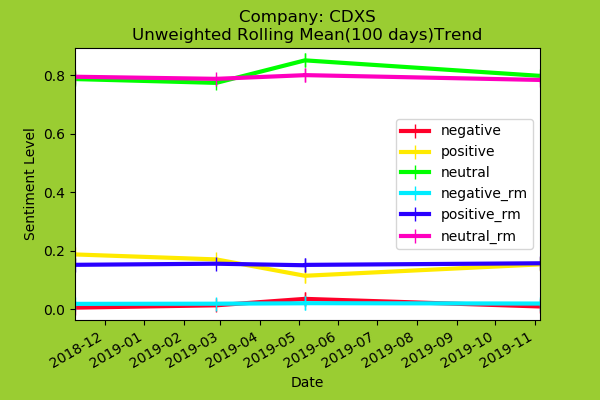 Company: CDXS
Unweighted Rolling Mean(100 days)Trend
Sentiment Level
0.8
0.6
0.4
0.2
0.0
negative
positive
neutral
negative_rm
positive_rm
neutral_rm
2018-12
2019-01
2019-02
2019-03
2019-04
2019-05
2019-06
2019-07
2019-08
2019-09
2019-10
2019-11
Date